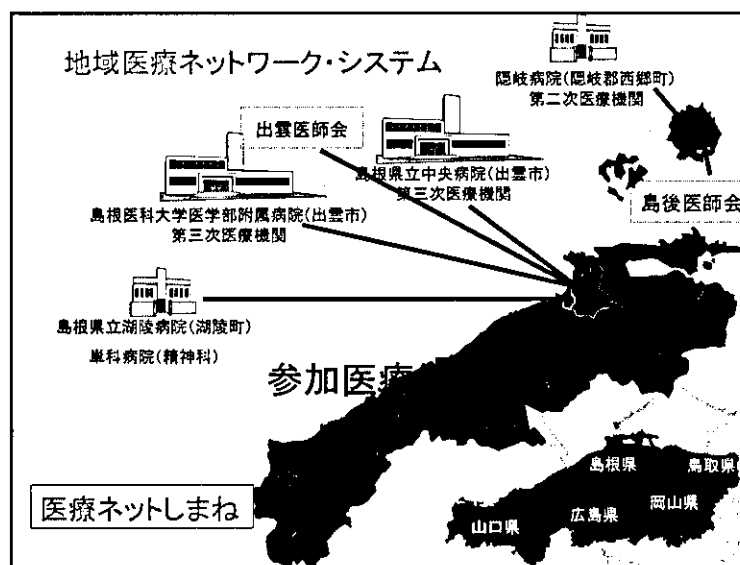 地域医療ネットワーク・システム
隠岐病院(隠岐郡西郷町)
第二次医療機関
出雲医師会
島根県立中央病院(出雲市)
第三次医療機関
島後医師会
島根医科大学医学部附属病院(出雲市)
第三次医療機関
島根県立湖陵病院(湖陵町)
単科病院(精神科)
参加医療
島根県
鳥取県
岡山県
広島県
山口県
医療ネットしまね